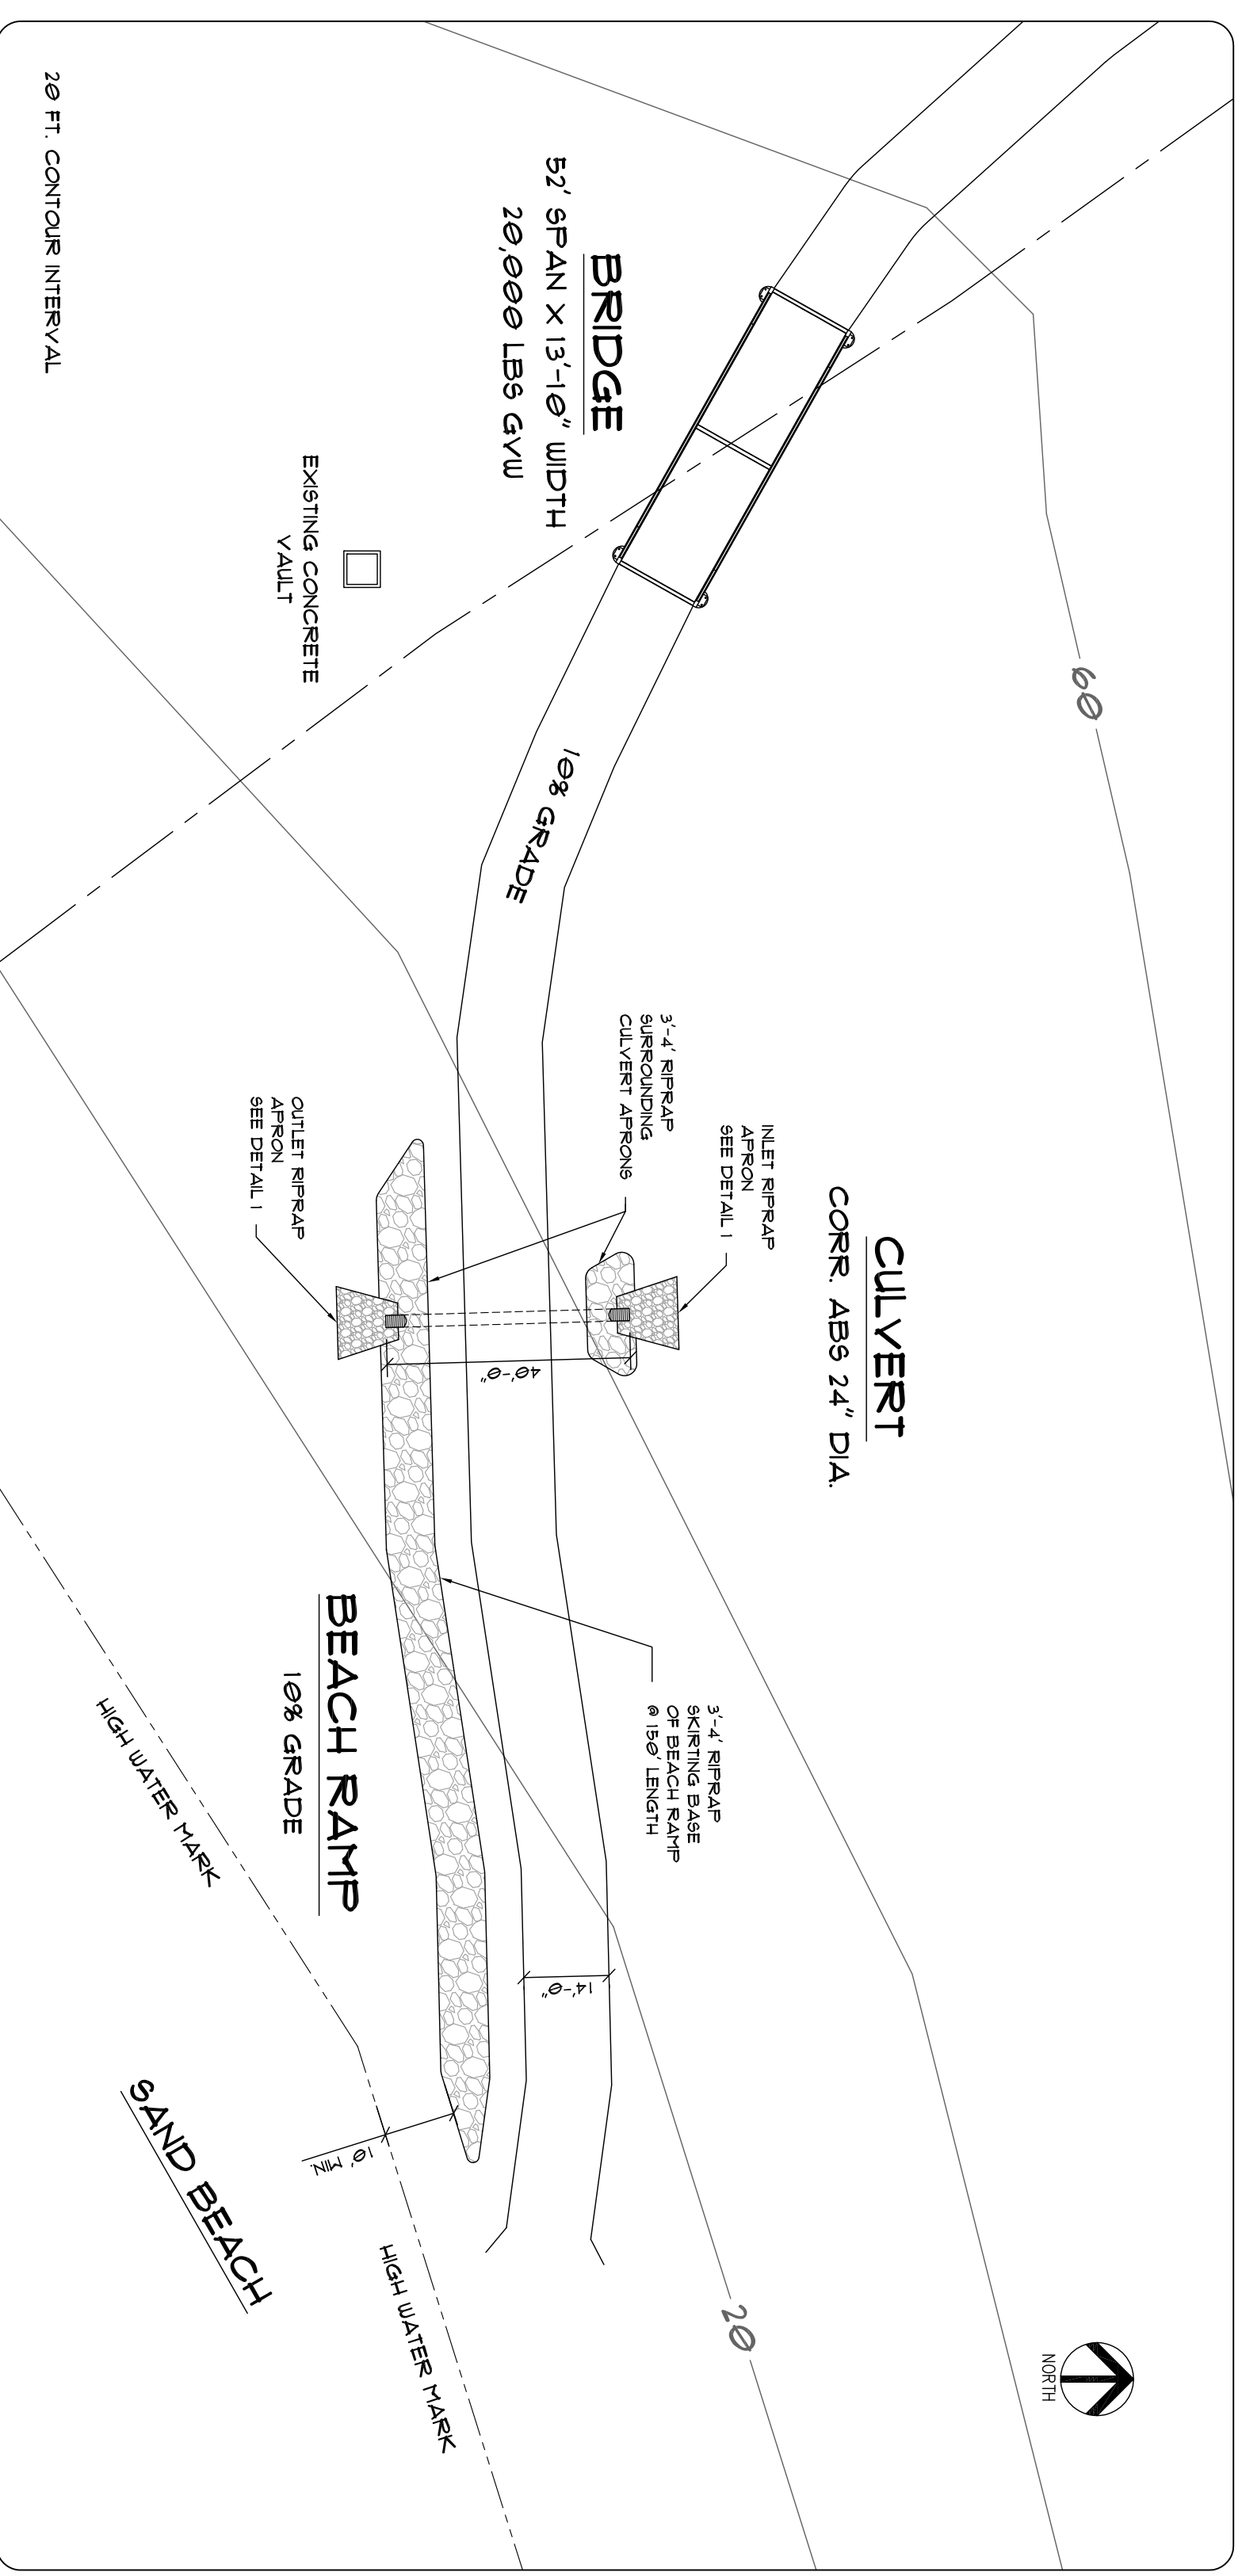 BRIDGE
52' SPAN X 13'-10" WIDTH
20,000 LBS GVW
20 FT. CONTOUR INTERVAL
EXISTING CONCRETE
VAULT
60
10% GRADE
CULVERT
CORR. ABS 24" DIA.
INLET RIPRAP
APRON
SEE DETAIL 1
3'-4' RIPRAP
SURROUNDING
CULVERT APRONS
OUTLET RIPRAP
APRON
SEE DETAIL 1
40'-0"
3'-4' RIPRAP
SKIRTING BASE
OF BEACH RAMP
@ 150' LENGTH
BEACH RAMP
10% GRADE
HIGH WATER MARK
14'-0"
10' MIN.
SAND BEACH
HIGH WATER MARK
20
NORTH